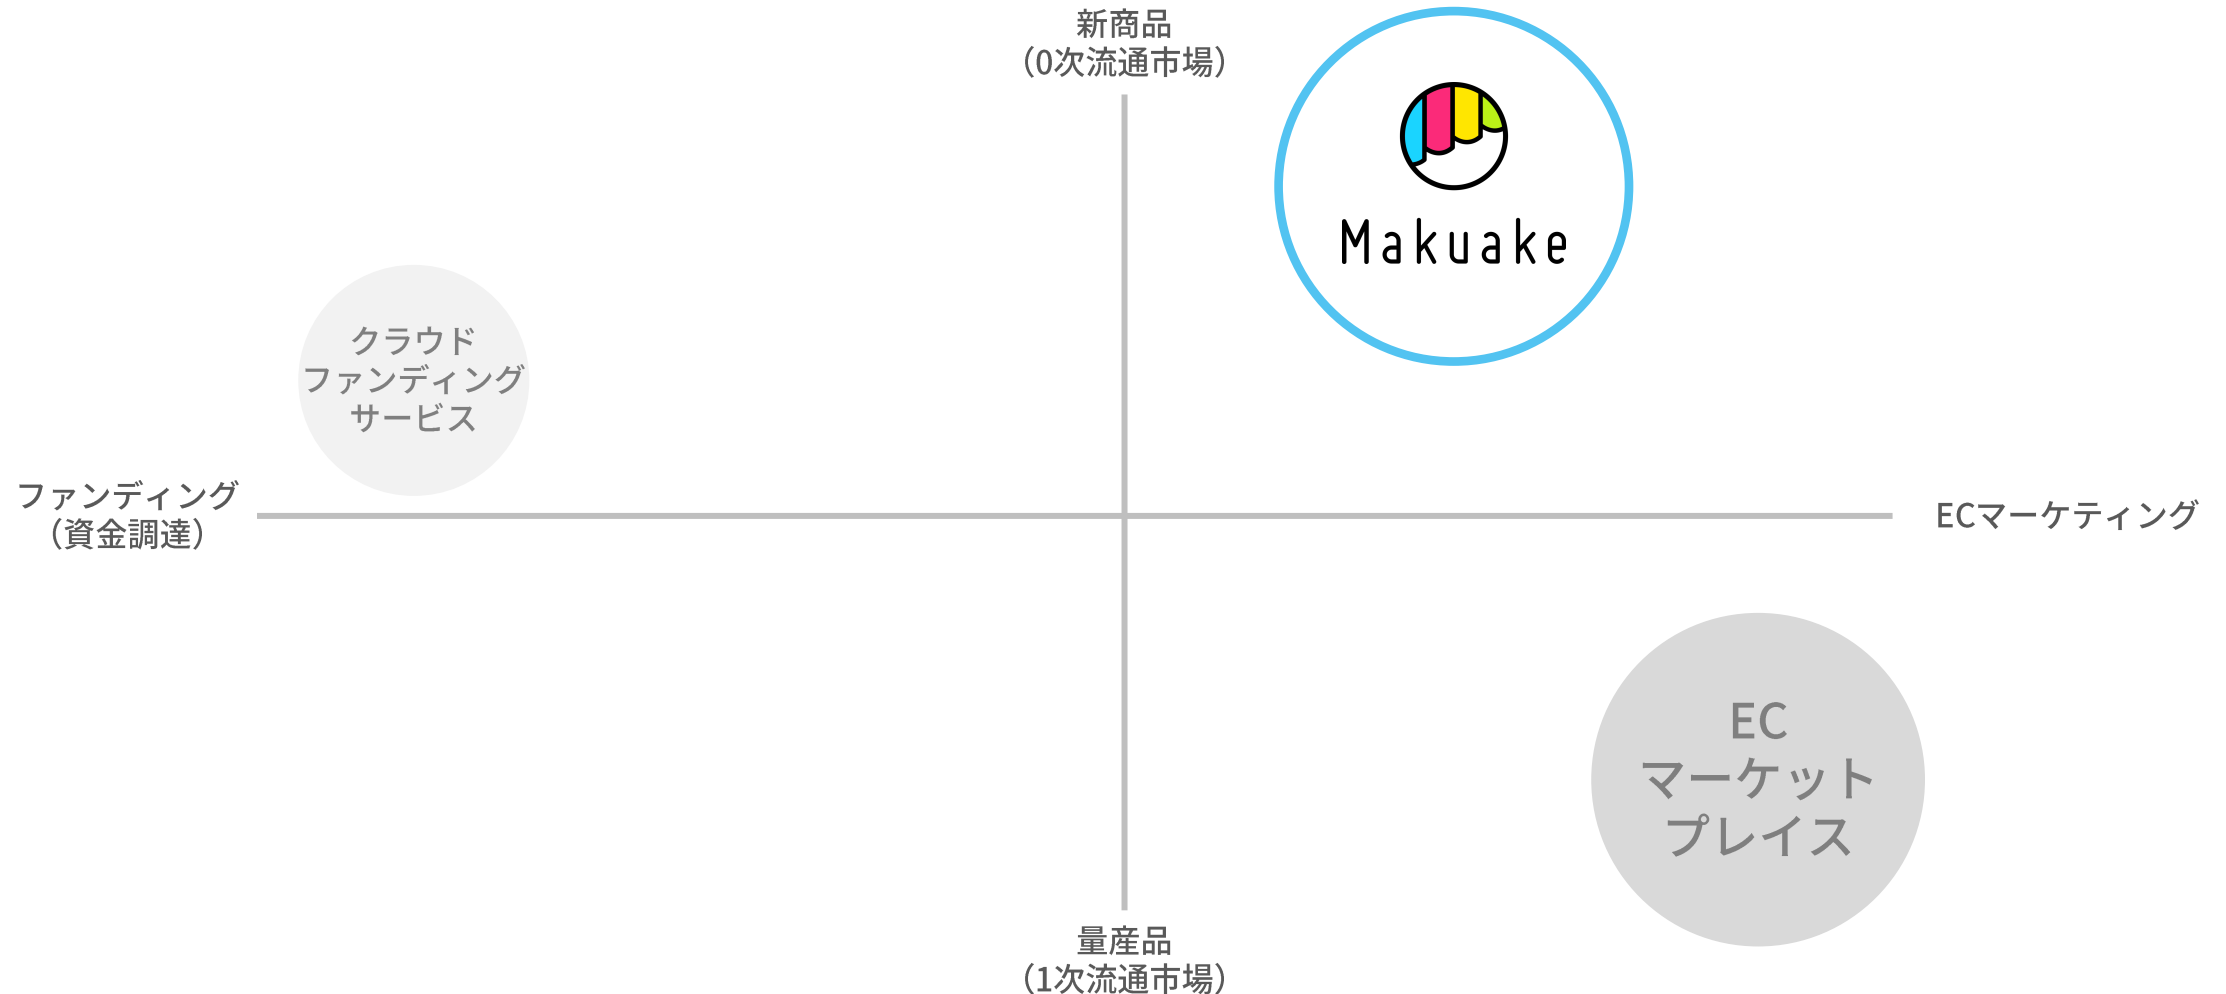 新商品
（0次流通市場）
Makuake
クラウド
ファンディング
サービス
ファンディング
（資金調達）
ECマーケティング
EC
マーケット
プレイス
量産品
（1次流通市場）